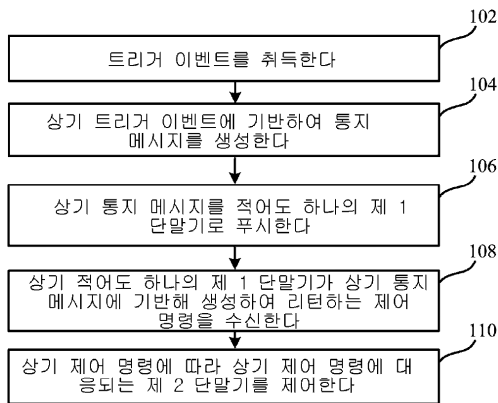 102
트리거 이벤트를 취득한다
104
상기 트리거 이벤트에 기반하여 통지
메시지를 생성한다
106
상기 통지 메시지를 적어도 하나의 제 1
단말기로 푸시한다
108
상기 적어도 하나의 제 1 단말기가 상기 통지
메시지에 기반해 생성하여 리턴하는 제어
명령을 수신한다
110
상기 제어 명령에 따라 상기 제어 명령에 대
응되는 제 2 단말기를 제어한다